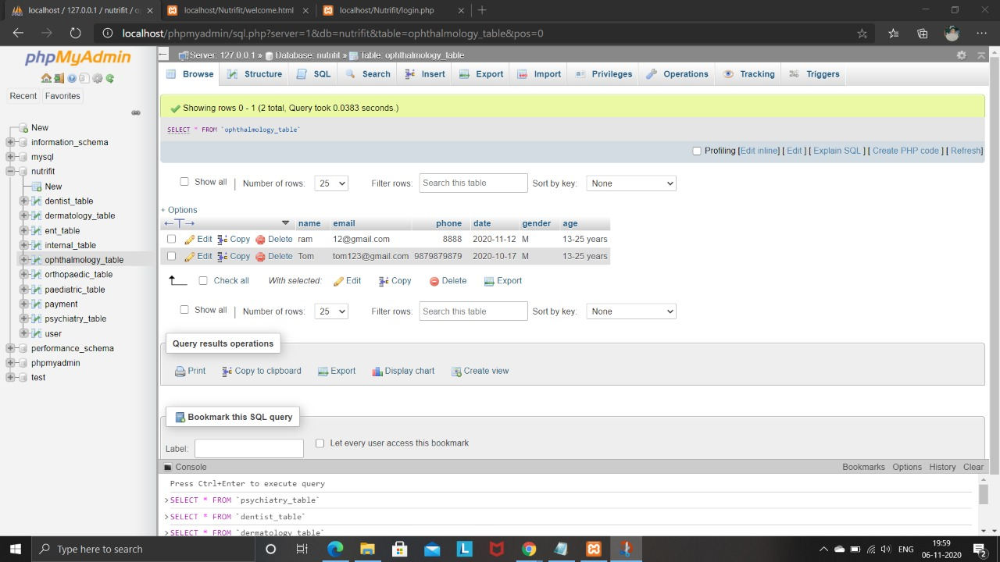 localhost / 127.0.0.1 / nutrifit / o
localhost/Nutrifit/welcome.html
localhost/Nutrifit/login.php
localhost/phpmyadmin/sql.php?server=1&db=nutrifit&table=ophthalmology_table&pos=0
phpMyAdmin
Recent Favorites
New
information_schema
mysql
nutrifit
New
dentist_table
dermatology_table
ent_table
internal_table
ophthalmology_table
orthopaedic_table
paediatric_table
payment
psychiatry_table
user
performance_schema
phpmyadmin
test
Server: 127.0.0.1 » Database: nutrifit » Table: ophthalmology_table
Browse Structure SQL Search Insert Export Import Privileges Operations Tracking Triggers
Showing rows 0 - 1 (2 total, Query took 0.0383 seconds.)
SELECT * FROM `ophthalmology_table`
Profiling [Edit inline] [ Edit ] [ Explain SQL ] [ Create PHP code ] [ Refresh]
Show all | Number of rows: 25 Filter rows: Search this table Sort by key: None
+ Options
←T→ name email phone date gender age
Edit Copy Delete ram 12@gmail.com 8888 2020-11-12 M 13-25 years
Edit Copy Delete Tom tom123@gmail.com 9879879879 2020-10-17 M 13-25 years
Check all With selected: Edit Copy Delete Export
Show all | Number of rows: 25 Filter rows: Search this table Sort by key: None
Query results operations
Print Copy to clipboard Export Display chart Create view
Bookmark this SQL query
Label: Let every user access this bookmark
Console Bookmarks Options History Clear
Press Ctrl+Enter to execute query
>SELECT * FROM `psychiatry_table`
>SELECT * FROM `dentist_table`
>SELECT * FROM `dermatology_table`
Type here to search
ENG
19:59
06-11-2020
2